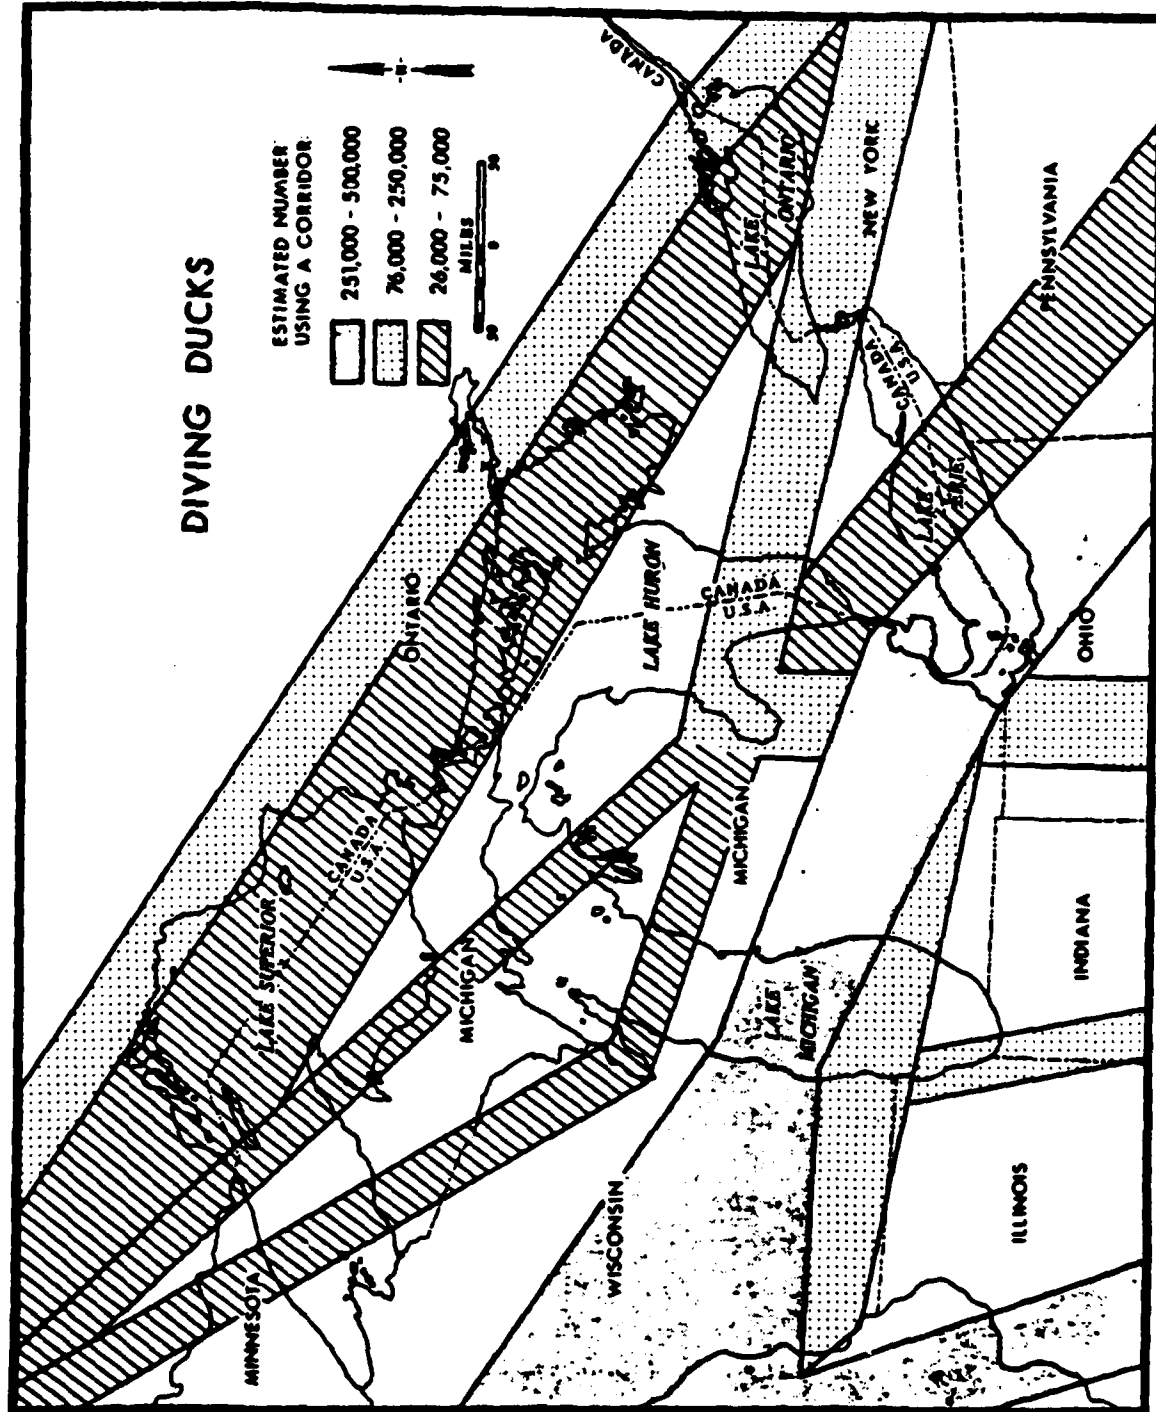 DIVING DUCKS
ESTIMATED NUMBER
USING A CORRIDOR
251,000 - 500,000
76,000 - 250,000
26,000 - 75,000
MILES
50 0 50
N
CANADA
ONTARIO
LAKE SUPERIOR
CANADA
U.S.A.
MINNESOTA
MICHIGAN
LAKE HURON
CANADA
U.S.A.
LAKE
ONTARIO
NEW YORK
WISCONSIN
LAKE
MICHIGAN
MICHIGAN
CANADA
U.S.A.
LAKE
ERIE
PENNSYLVANIA
ILLINOIS
INDIANA
OHIO